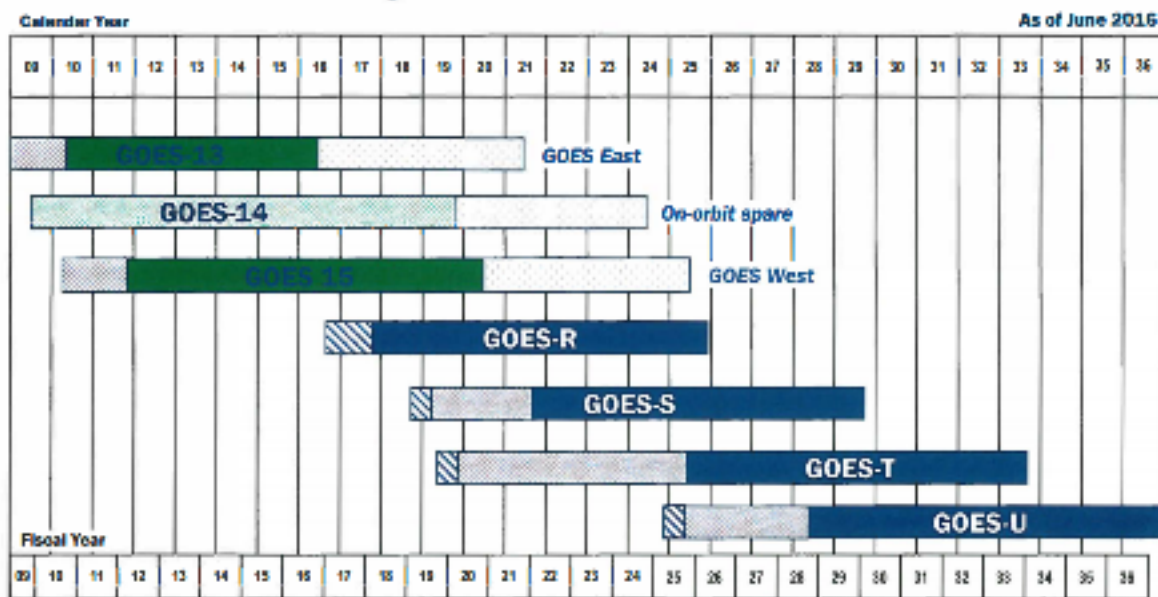 Calendar Year As of June 2016
09 10 11 12 13 14 15 16 17 18 19 20 21 22 23 24 25 26 27 28 29 30 31 32 33 34 35 36
GOES-13 GOES East
GOES-14 On-orbit spare
GOES 15 GOES West
GOES-R
GOES-S
GOES-T
GOES-U
Fiscal Year
09 10 11 12 13 14 15 16 17 18 19 20 21 22 23 24 25 26 27 28 29 30 31 32 33 34 35 36